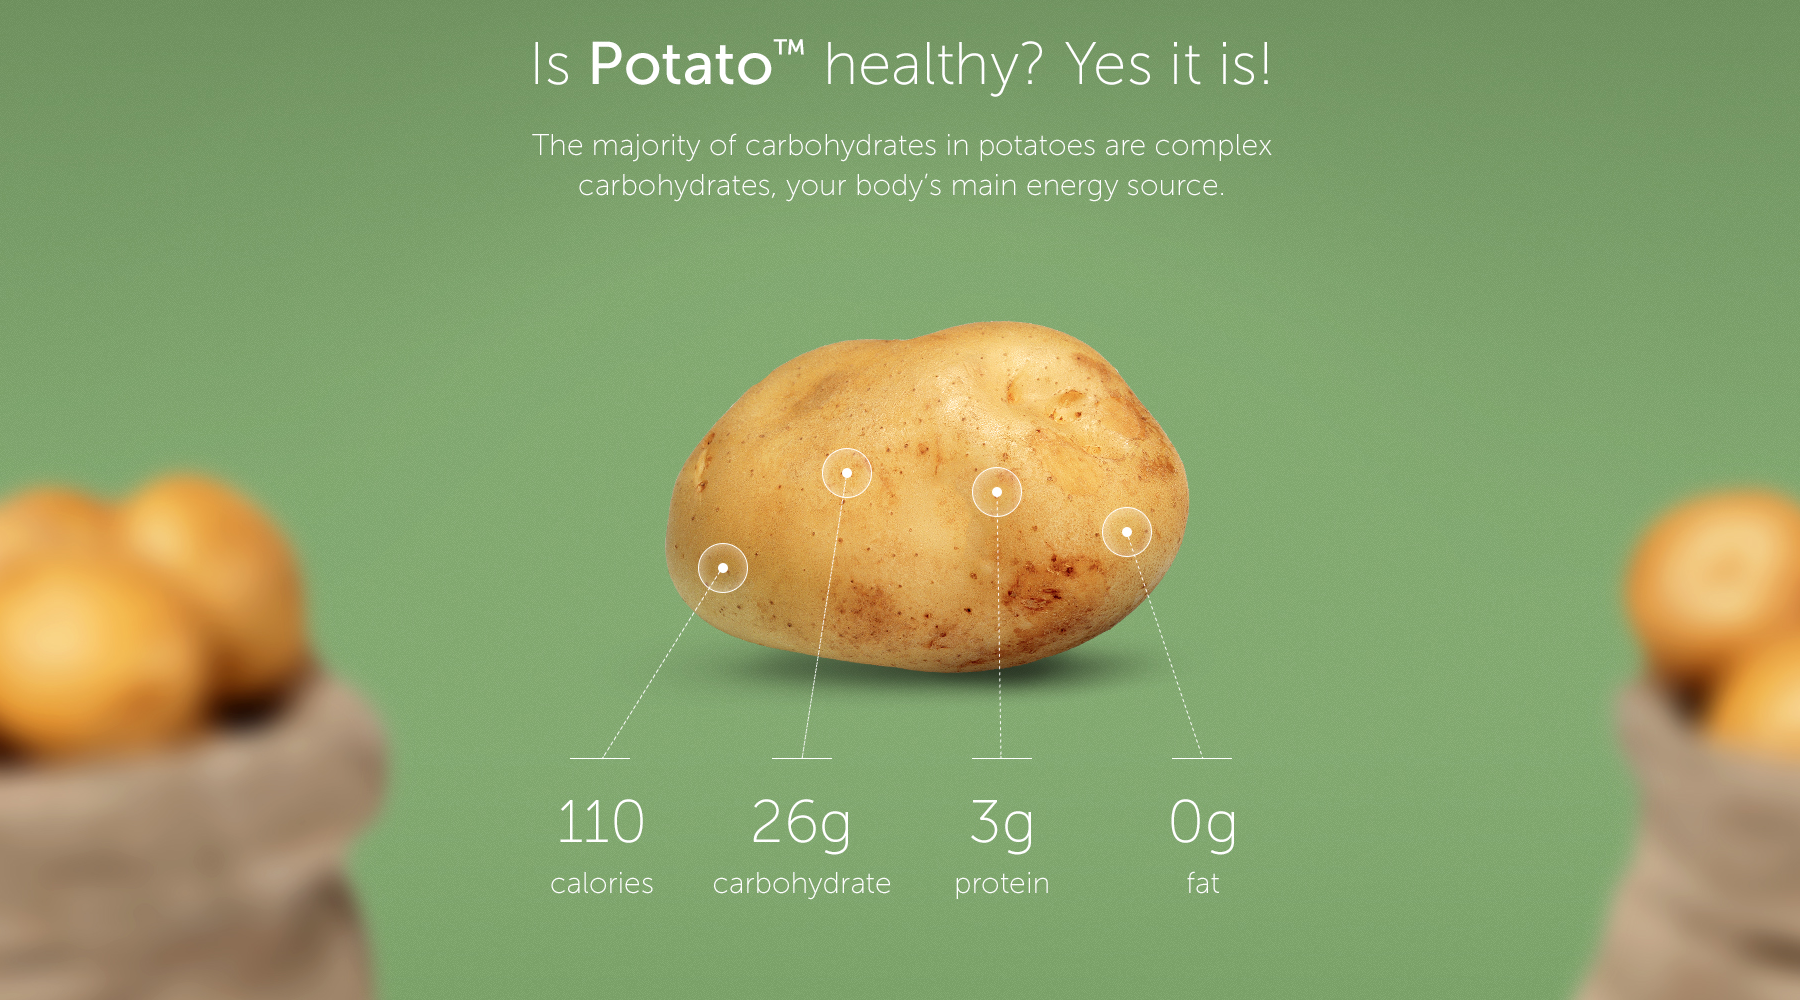 Is Potato™ healthy? Yes it is!
The majority of carbohydrates in potatoes are complex
carbohydrates, your body's main energy source.
110 26g 3g 0g
calories carbohydrate protein fat